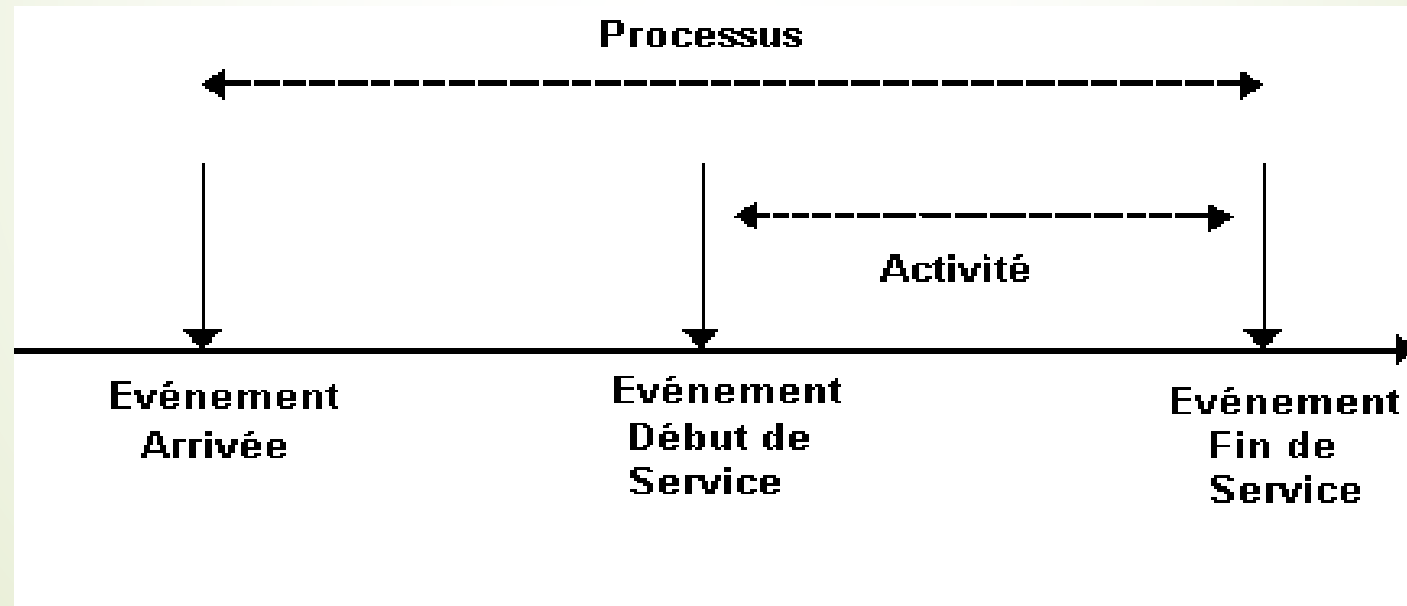 Processus
Activité
Evénement
Arrivée
Evénement
Début de
Service
Evénement
Fin de
Service